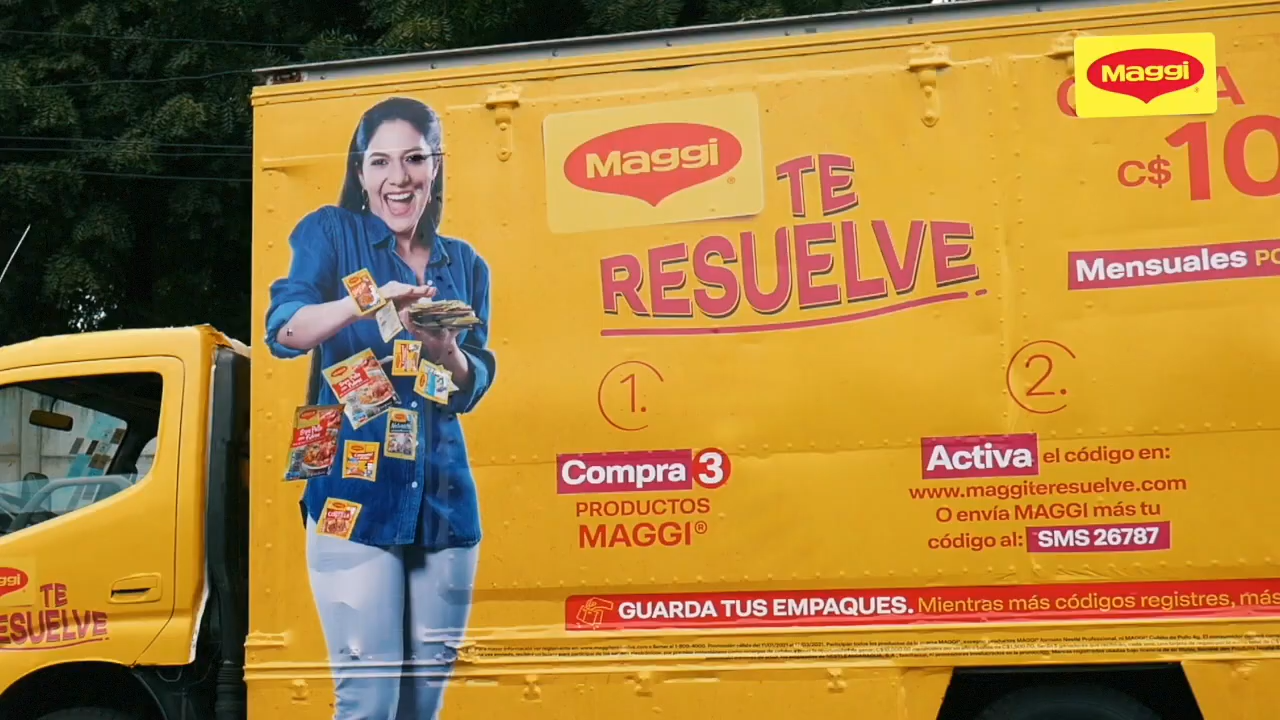 Maggi
Maggi
TE
RESUELVE
C$10
Mensuales
1.
Compra 3
PRODUCTOS
MAGGI®
2.
Activa el código en:
www.maggiteresuelve.com
O envía MAGGI más tu
código al: SMS 26787
GUARDA TUS EMPAQUES. Mientras más códigos registres, más
TE
RESUELVE